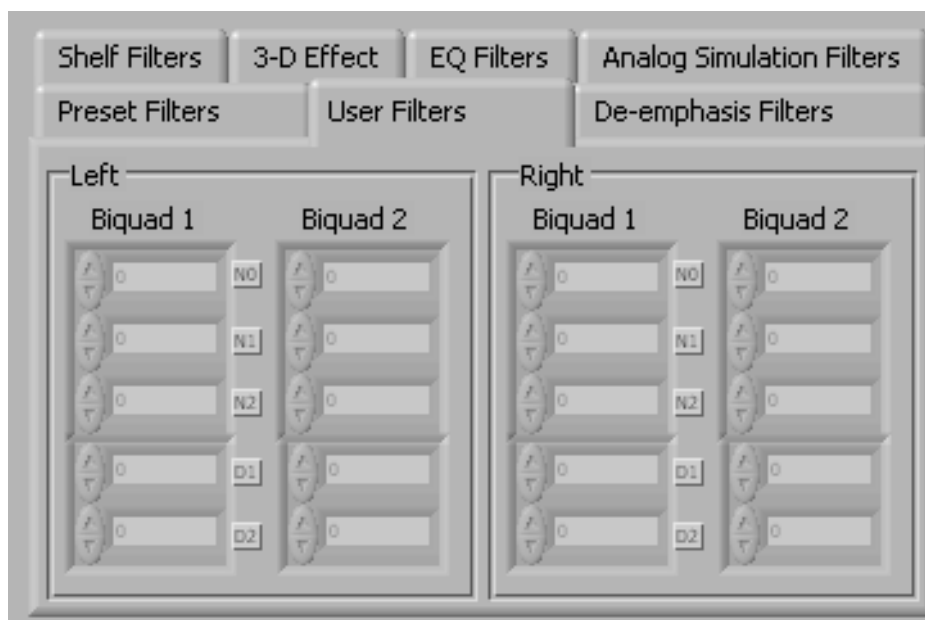 Shelf Filters 3-D Effect EQ Filters Analog Simulation Filters
Preset Filters User Filters De-emphasis Filters
Left Right
Biquad 1 Biquad 2 Biquad 1 Biquad 2
0 N0 0 0 N0 0
0 N1 0 0 N1 0
0 N2 0 0 N2 0
0 D1 0 0 D1 0
0 D2 0 0 D2 0